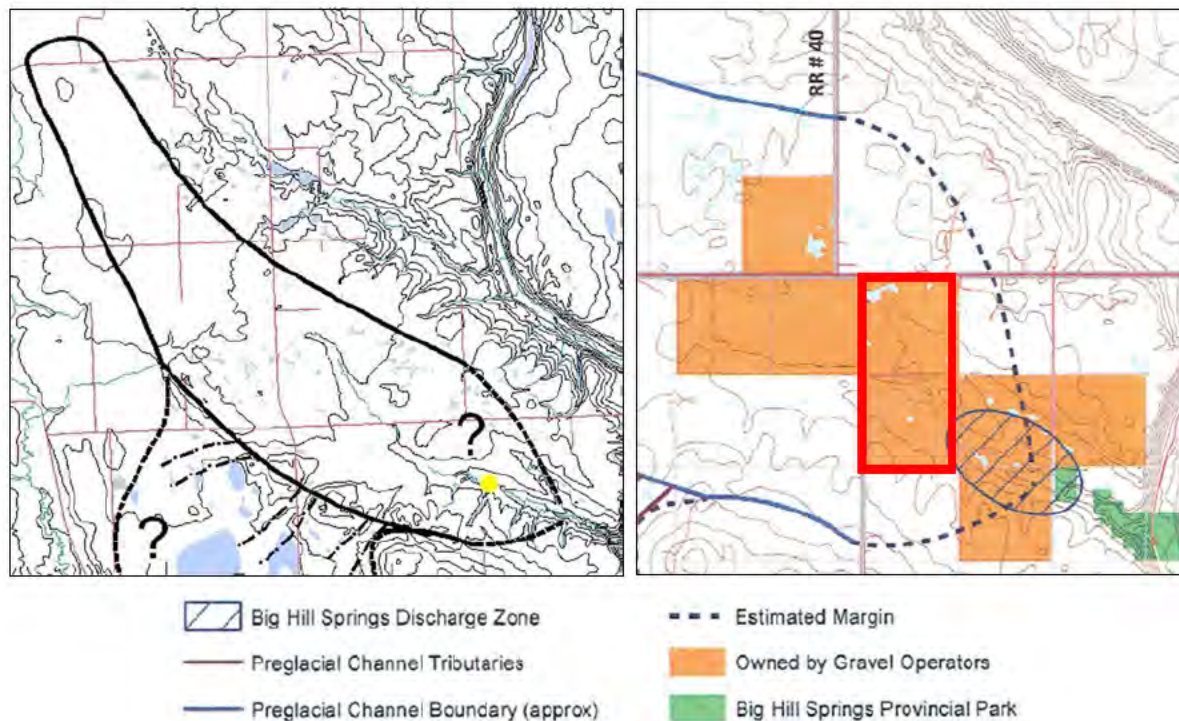 ?
?
RR # 40
Big Hill Springs Discharge Zone
Preglacial Channel Tributaries
Preglacial Channel Boundary (approx)
Estimated Margin
Owned by Gravel Operators
Big Hill Springs Provincial Park